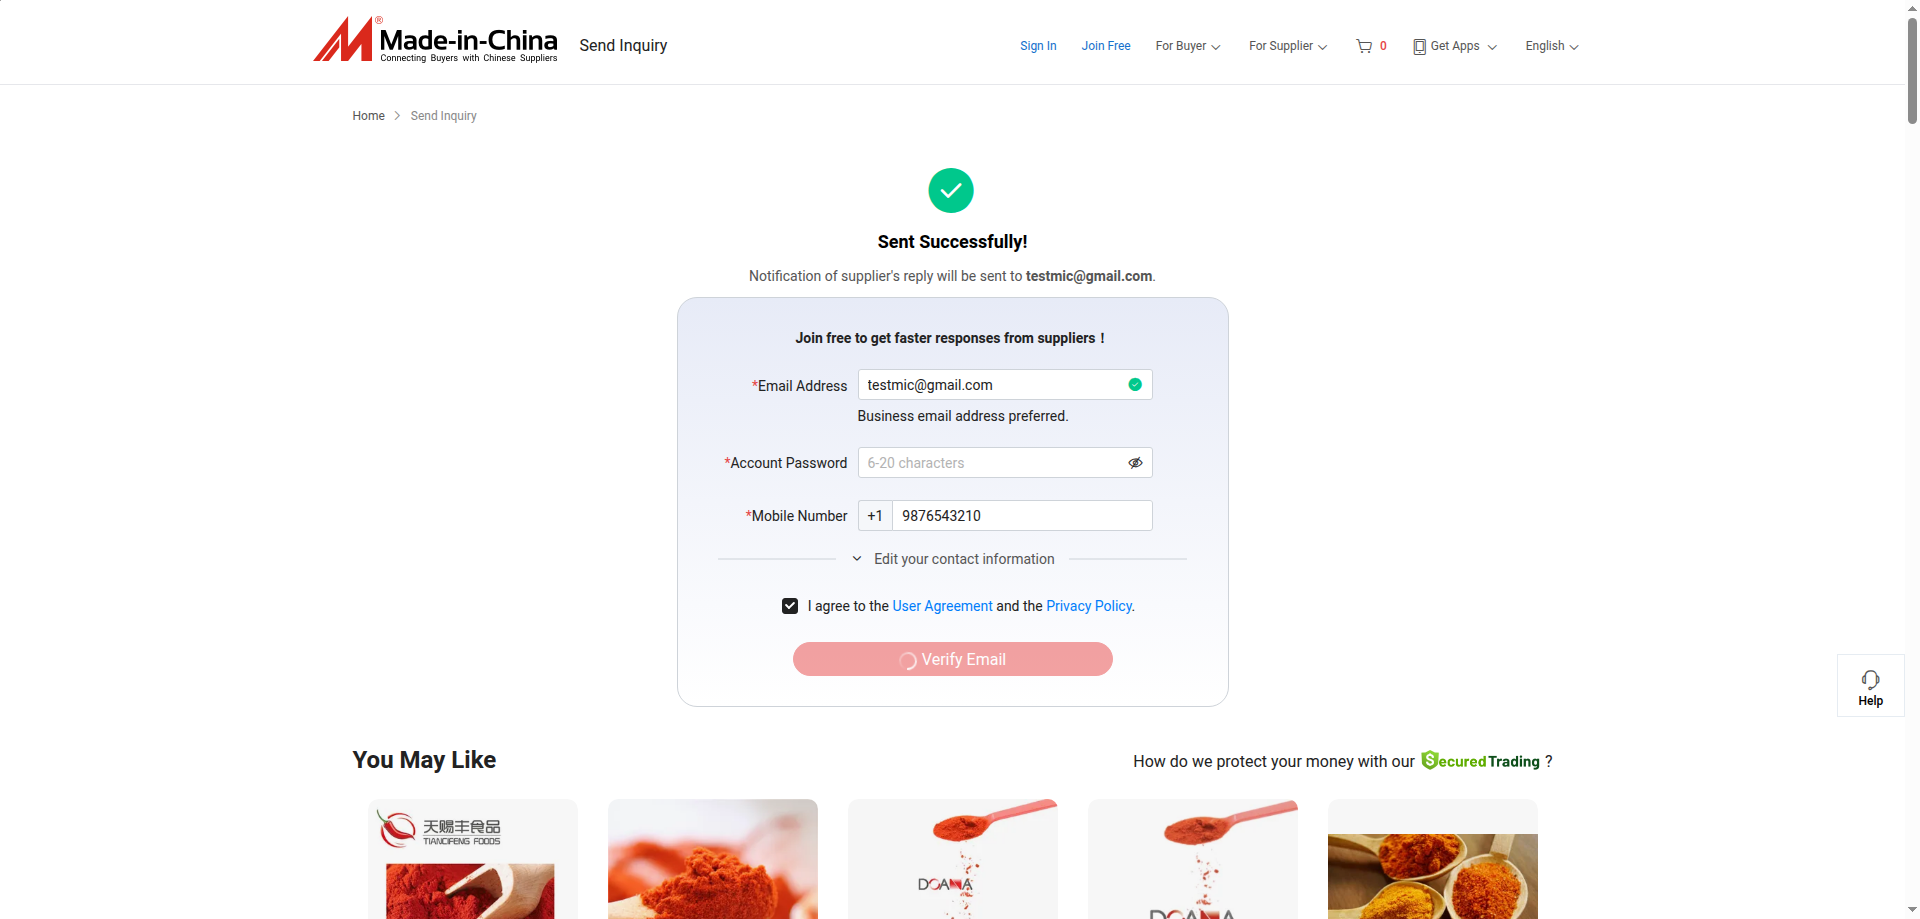 Made-in-China®
Connecting Buyers with Chinese Suppliers
Send Inquiry
Sign In
Join Free
For Buyer
For Supplier
0
Get Apps
English
Home > Send Inquiry
Sent Successfully!
Notification of supplier's reply will be sent to testmic@gmail.com.
Join free to get faster responses from suppliers！
*Email Address testmic@gmail.com
Business email address preferred.
*Account Password 6-20 characters
*Mobile Number +1 9876543210
Edit your contact information
I agree to the User Agreement and the Privacy Policy.
Verify Email
Help
You May Like
How do we protect your money with our SecuredTrading ?
天赐丰食品
TIANCIFENG FOODS